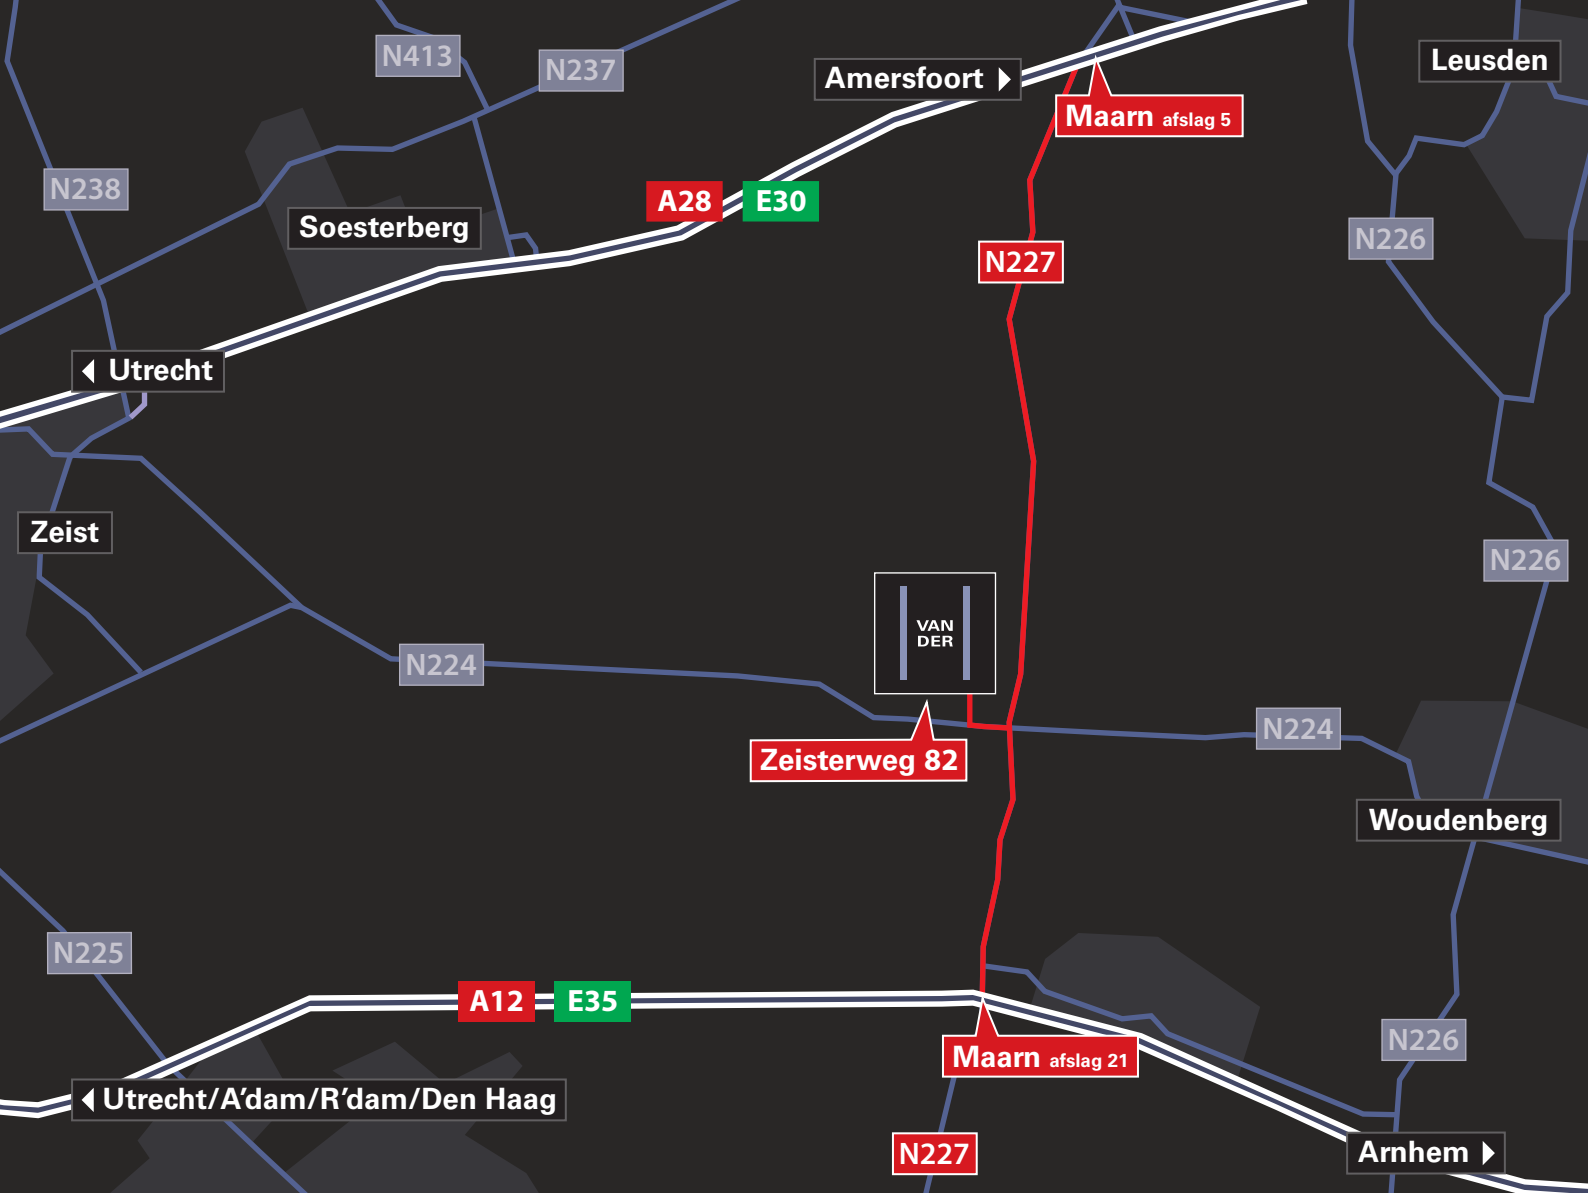 N413
N237
Leusden
Amersfoort
Maarn afslag 5
N238
A28
E30
Soesterberg
N226
N227
Utrecht
Zeist
N226
VAN
DER
N224
N224
Zeisterweg 82
Woudenberg
N225
A12
E35
N226
Maarn afslag 21
Utrecht/A'dam/R'dam/Den Haag
N227
Arnhem